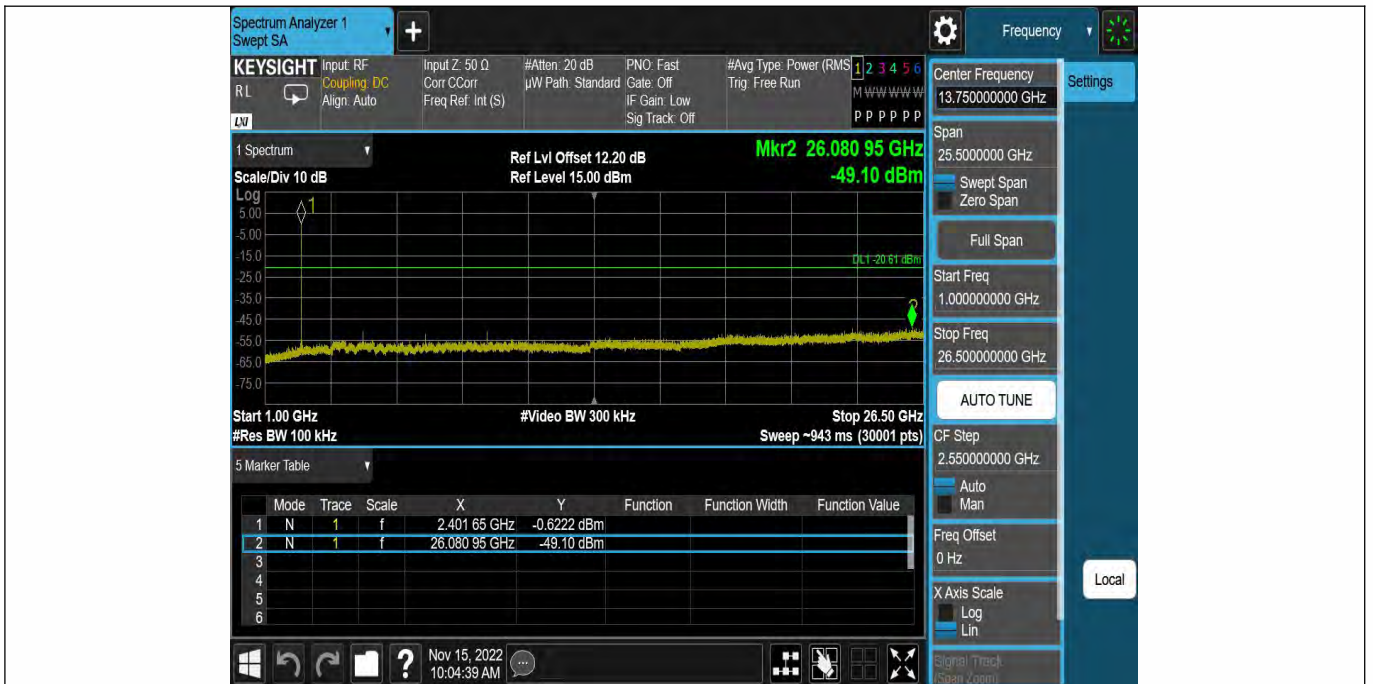 Spectrum Analyzer 1
Swept SA
+
Frequency
KEYSIGHT
R L
LXI
Input: RF
Coupling: DC
Align: Auto
Input Z: 50 Ω
Corr CCorr
Freq Ref: Int (S)
#Atten: 20 dB
µW Path: Standard
PNO: Fast
Gate: Off
IF Gain: Low
Sig Track: Off
#Avg Type: Power (RMS
Trig: Free Run
1 2 3 4 5 6
M W W W W W
P P P P P P
1 Spectrum
Scale/Div 10 dB
Ref Lvl Offset 12.20 dB
Ref Level 15.00 dBm
Mkr2 26.080 95 GHz
-49.10 dBm
Log
5.00
-5.00
-15.0
-25.0
-35.0
-45.0
-55.0
-65.0
-75.0
1
DL1 -20.61 dBm
2
Start 1.00 GHz
#Res BW 100 kHz
#Video BW 300 kHz
Stop 26.50 GHz
Sweep ~943 ms (30001 pts)
5 Marker Table
Mode Trace Scale X Y Function Function Width Function Value
1 N 1 f 2.401 65 GHz -0.6222 dBm
2 N 1 f 26.080 95 GHz -49.10 dBm
3
4
5
6
?
Nov 15, 2022
10:04:39 AM
Center Frequency
13.750000000 GHz
Settings
Span
25.5000000 GHz
Swept Span
Zero Span
Full Span
Start Freq
1.000000000 GHz
Stop Freq
26.500000000 GHz
AUTO TUNE
CF Step
2.550000000 GHz
Auto
Man
Freq Offset
0 Hz
X Axis Scale
Log
Lin
Local
Signal Track
(Span Zoom)